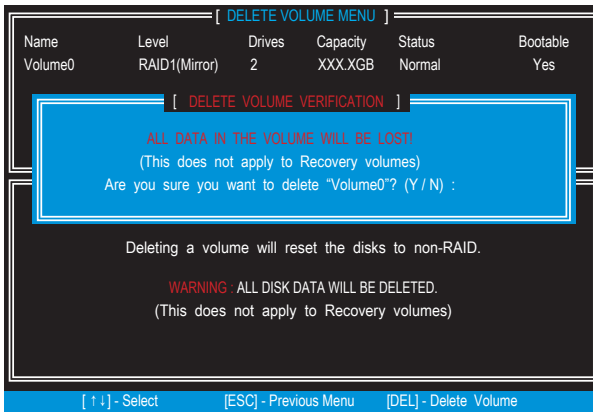 [ DELETE VOLUME MENU ]
Name Level Drives Capacity Status Bootable
Volume0 RAID1(Mirror) 2 XXX.XGB Normal Yes
[ DELETE VOLUME VERIFICATION ]
ALL DATA IN THE VOLUME WILL BE LOST!
(This does not apply to Recovery volumes)
Are you sure you want to delete “Volume0”? (Y / N) :
Deleting a volume will reset the disks to non-RAID.
WARNING : ALL DISK DATA WILL BE DELETED.
(This does not apply to Recovery volumes)
[ ↑↓] - Select [ESC] - Previous Menu [DEL] - Delete Volume